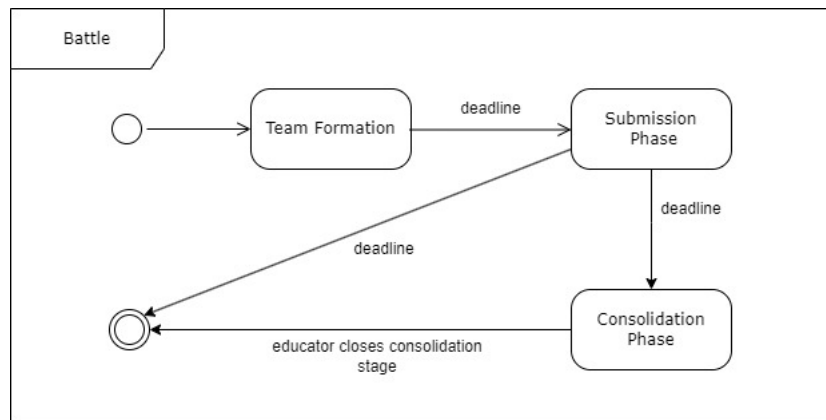 Battle
deadline
Team Formation
Submission
Phase
deadline
deadline
Consolidation
Phase
educator closes consolidation
stage